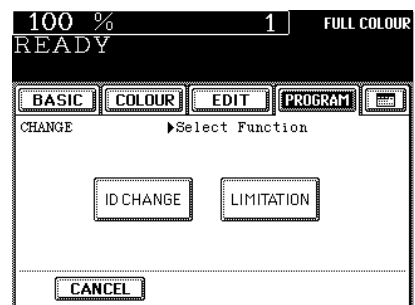 100 % 1 FULL COLOUR
READY
BASIC COLOUR EDIT PROGRAM
CHANGE ▶Select Function
ID CHANGE LIMITATION
CANCEL